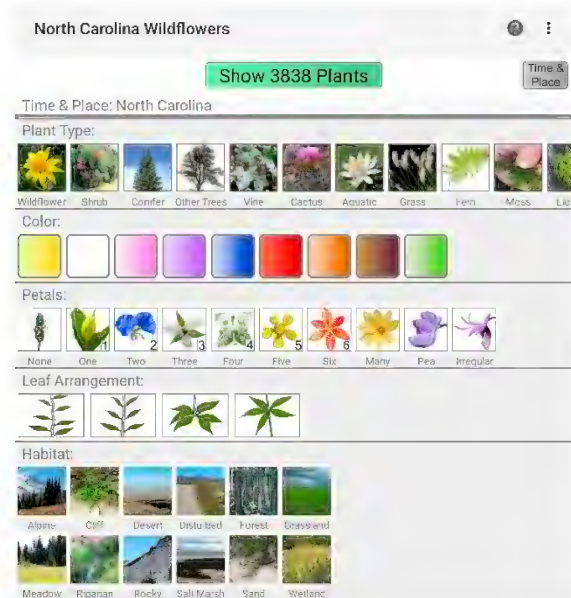 North Carolina Wildflowers
Show 3838 Plants
Time &
Place
Time & Place: North Carolina
Plant Type:
Wildflower Shrub Conifer Other Trees Vine Cactus Aquatic Grass Fern Moss Lic
Color:
Petals:
1 2 3 4 5 6
None One Two Three Four Five Six Many Pea Irregular
Leaf Arrangement:
Habitat:
Alpine Cliff Desert Disturbed Forest Grassland
Meadow Riparian Rocky Salt Marsh Sand Wetland